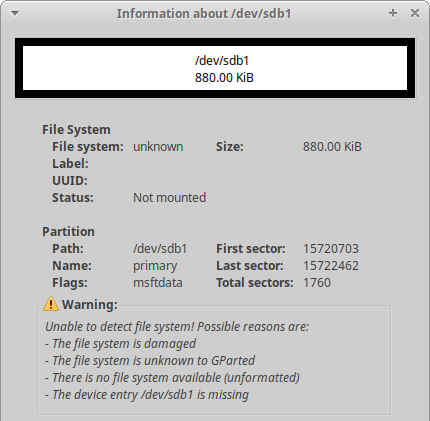 Information about /dev/sdb1
/dev/sdb1
880.00 KiB
File System
File system: unknown Size: 880.00 KiB
Label:
UUID:
Status: Not mounted
Partition
Path: /dev/sdb1 First sector: 15720703
Name: primary Last sector: 15722462
Flags: msftdata Total sectors: 1760
Warning:
Unable to detect file system! Possible reasons are:
- The file system is damaged
- The file system is unknown to GParted
- There is no file system available (unformatted)
- The device entry /dev/sdb1 is missing